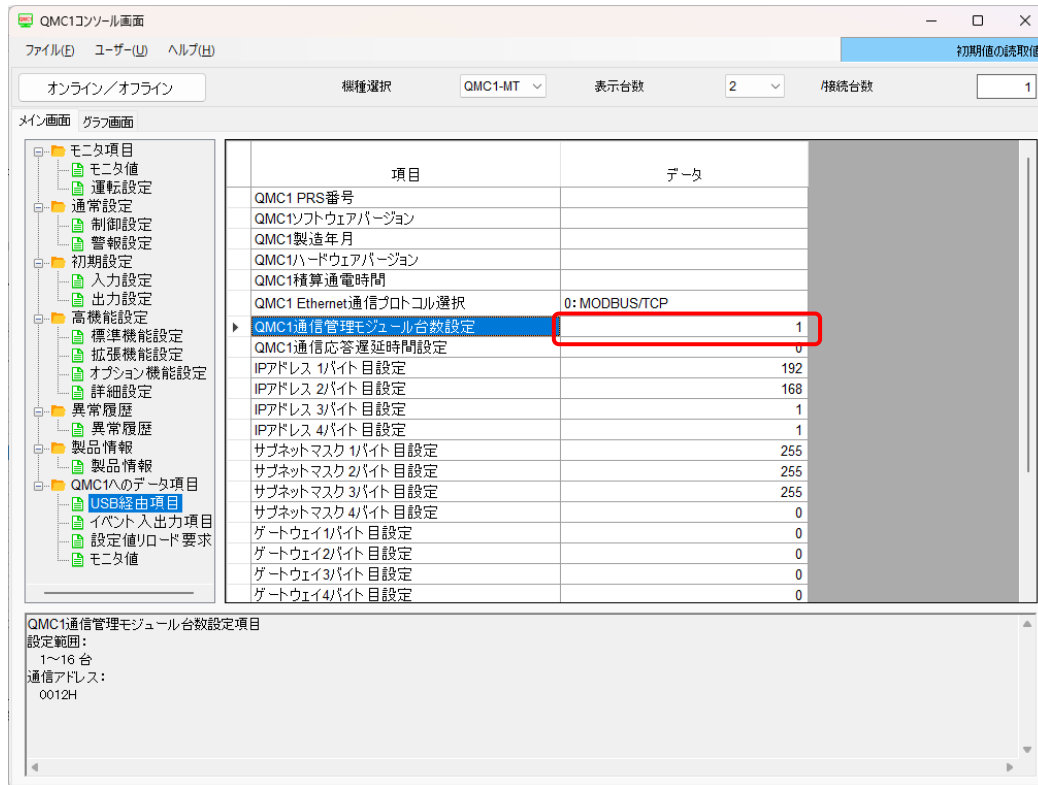 QMC1コンソール画面
ファイル(F) ユーザー(U) ヘルプ(H)
初期値の読取値
オンライン/オフライン 機種選択 QMC1-MT 表示台数 2 /接続台数 1
メイン画面 グラフ画面
モニタ項目
モニタ値
運転設定
通常設定
制御設定
警報設定
初期設定
入力設定
出力設定
高機能設定
標準機能設定
拡張機能設定
オプション機能設定
詳細設定
異常履歴
異常履歴
製品情報
製品情報
QMC1へのデータ項目
USB経由項目
イベント入出力項目
設定値リロード要求
モニタ値
項目 データ
QMC1 PRS番号
QMC1ソフトウェアバージョン
QMC1製造年月
QMC1ハードウェアバージョン
QMC1積算通電時間
QMC1 Ethernet通信プロトコル選択 0: MODBUS/TCP
QMC1通信管理モジュール台数設定 1
QMC1通信応答遅延時間設定 0
IPアドレス 1バイト目設定 192
IPアドレス 2バイト目設定 168
IPアドレス 3バイト目設定 1
IPアドレス 4バイト目設定 1
サブネットマスク 1バイト目設定 255
サブネットマスク 2バイト目設定 255
サブネットマスク 3バイト目設定 255
サブネットマスク 4バイト目設定 0
ゲートウェイ1バイト目設定 0
ゲートウェイ2バイト目設定 0
ゲートウェイ3バイト目設定 0
ゲートウェイ4バイト目設定 0
QMC1通信管理モジュール台数設定項目
設定範囲:
1～16 台
通信アドレス:
0012H